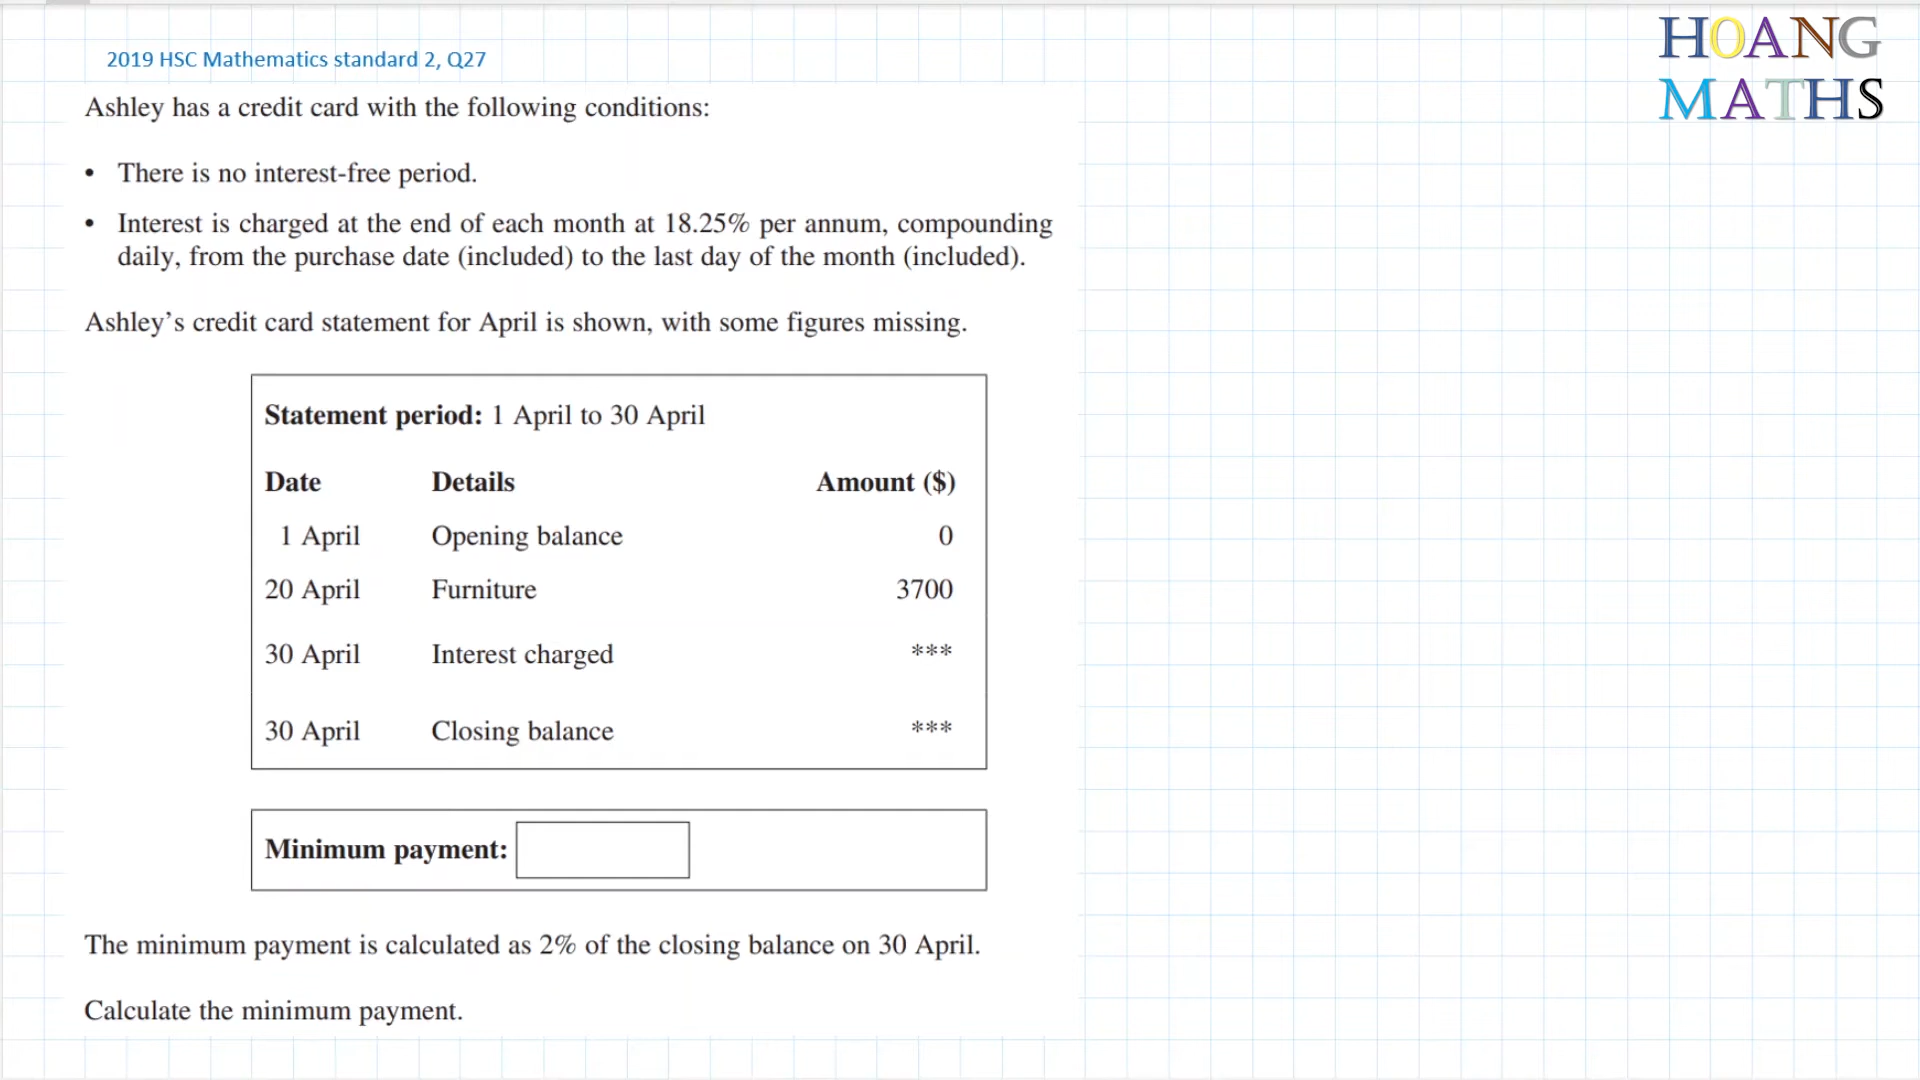 HOANG
MATHS
2019 HSC Mathematics standard 2, Q27
Ashley has a credit card with the following conditions:
• There is no interest-free period.
• Interest is charged at the end of each month at 18.25% per annum, compounding
daily, from the purchase date (included) to the last day of the month (included).
Ashley’s credit card statement for April is shown, with some figures missing.
Statement period: 1 April to 30 April
Date Details Amount ($)
1 April Opening balance 0
20 April Furniture 3700
30 April Interest charged ***
30 April Closing balance ***
Minimum payment:
The minimum payment is calculated as 2% of the closing balance on 30 April.
Calculate the minimum payment.